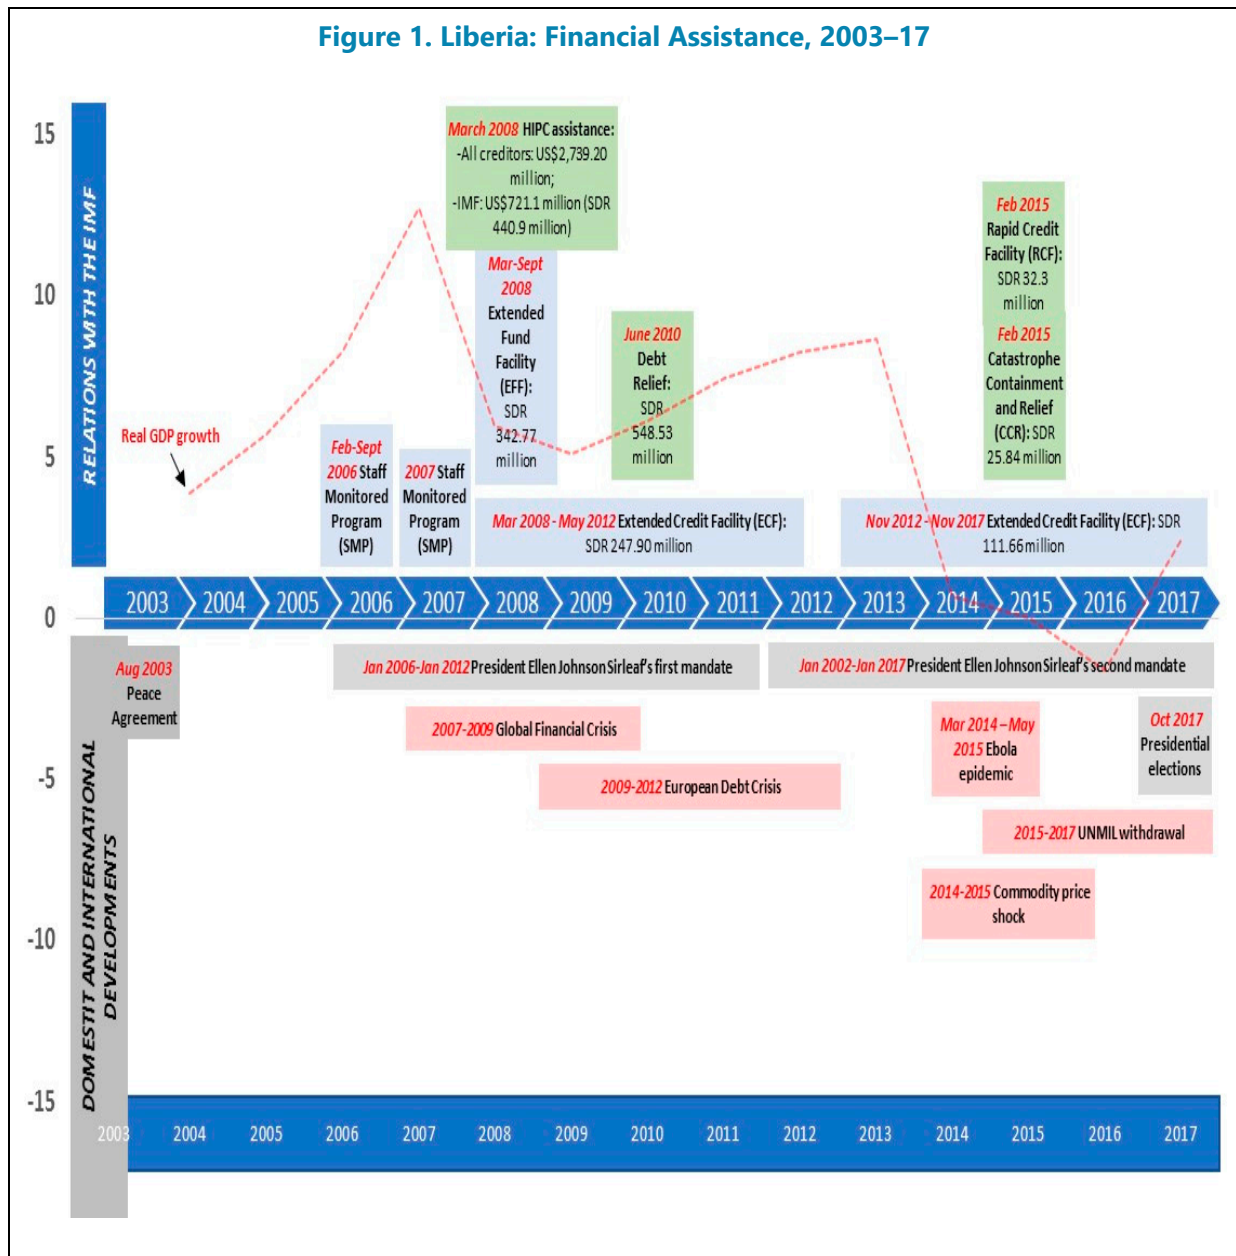 Figure 1. Liberia: Financial Assistance, 2003–17
15
10
5
0
-5
-10
-15
RELATIONS WITH THE IMF
March 2008 HIPC assistance:
-All creditors: US$2,739.20
million;
-IMF: US$721.1 million (SDR
440.9 million)
Mar-Sept
2008
Extended
Fund
Facility
(EFF):
SDR
342.77
million
June 2010
Debt
Relief:
SDR
548.53
million
Feb 2015
Rapid Credit
Facility (RCF):
SDR 32.3
million
Feb 2015
Catastrophe
Containment
and Relief
(CCR): SDR
25.84 million
Real GDP growth
Feb-Sept
2006 Staff
Monitored
Program
(SMP)
2007 Staff
Monitored
Program
(SMP)
Mar 2008 - May 2012 Extended Credit Facility (ECF):
SDR 247.90 million
Nov 2012 - Nov 2017 Extended Credit Facility (ECF): SDR
111.66 million
2003 2004 2005 2006 2007 2008 2009 2010 2011 2012 2013 2014 2015 2016 2017
DOMESTIT AND INTERNATIONAL
DEVELOPMENTS
Aug 2003
Peace
Agreement
Jan 2006-Jan 2012 President Ellen Johnson Sirleaf's first mandate
Jan 2002-Jan 2017 President Ellen Johnson Sirleaf's second mandate
2007-2009 Global Financial Crisis
2009-2012 European Debt Crisis
Mar 2014 – May
2015 Ebola
epidemic
Oct 2017
Presidential
elections
2015-2017 UNMIL withdrawal
2014-2015 Commodity price
shock
2003 2004 2005 2006 2007 2008 2009 2010 2011 2012 2013 2014 2015 2016 2017